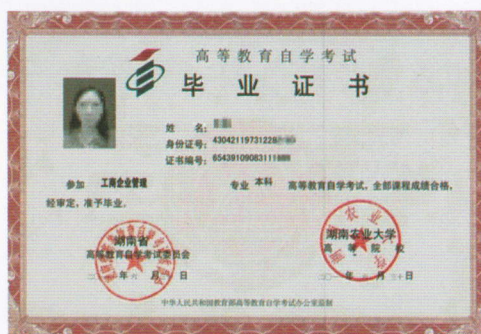 高等教育自学考试
毕业证书
姓 名：
身份证号：43042119731228
证书编号：65439109083111
参加 工商企业管理 专业 本科 高等教育自学考试，全部课程成绩合格，
经审定，准予毕业。
湖南省
高等教育自学考试委员会
湖南农业大学
高等院校
中华人民共和国教育部高等教育自学考试办公室监制